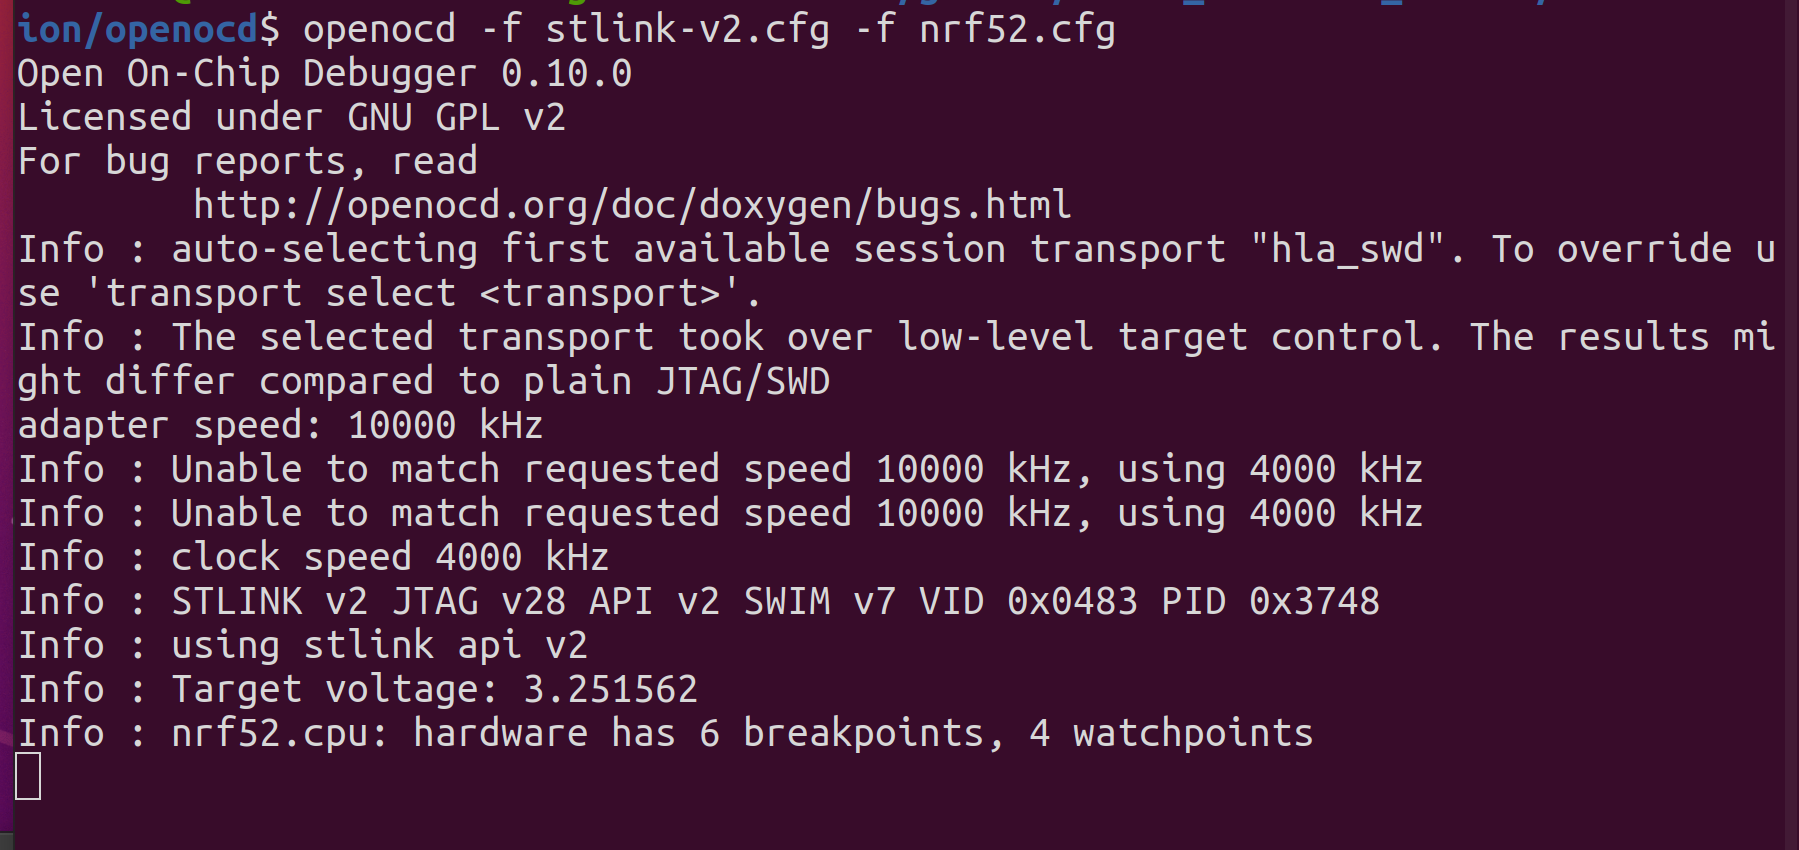 ion/openocd$ openocd -f stlink-v2.cfg -f nrf52.cfg
Open On-Chip Debugger 0.10.0
Licensed under GNU GPL v2
For bug reports, read
        http://openocd.org/doc/doxygen/bugs.html
Info : auto-selecting first available session transport "hla_swd". To override u
se 'transport select <transport>'.
Info : The selected transport took over low-level target control. The results mi
ght differ compared to plain JTAG/SWD
adapter speed: 10000 kHz
Info : Unable to match requested speed 10000 kHz, using 4000 kHz
Info : Unable to match requested speed 10000 kHz, using 4000 kHz
Info : clock speed 4000 kHz
Info : STLINK v2 JTAG v28 API v2 SWIM v7 VID 0x0483 PID 0x3748
Info : using stlink api v2
Info : Target voltage: 3.251562
Info : nrf52.cpu: hardware has 6 breakpoints, 4 watchpoints